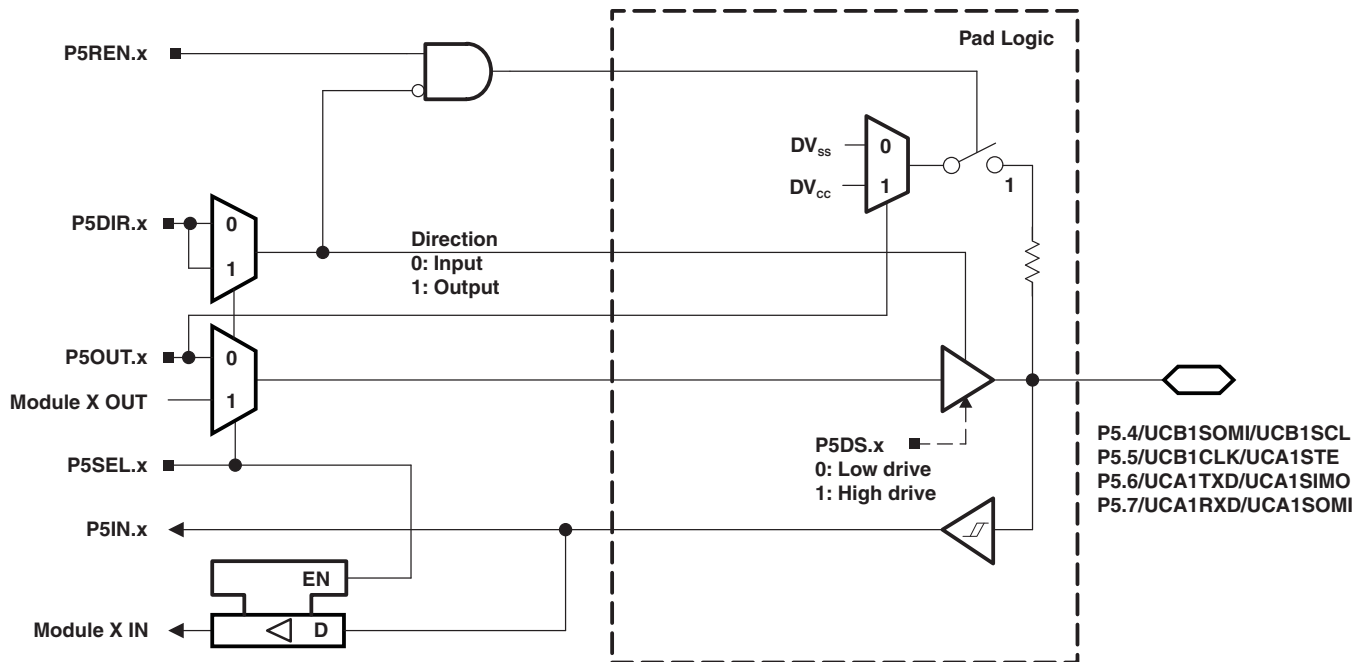 Pad Logic
P5REN.x
DVss
0
DVcc
1
1
P5DIR.x
0
1
Direction
0: Input
1: Output
P5OUT.x
0
Module X OUT
1
P5DS.x
0: Low drive
1: High drive
P5SEL.x
P5.4/UCB1SOMI/UCB1SCL
P5.5/UCB1CLK/UCA1STE
P5.6/UCA1TXD/UCA1SIMO
P5.7/UCA1RXD/UCA1SOMI
P5IN.x
EN
Module X IN
D